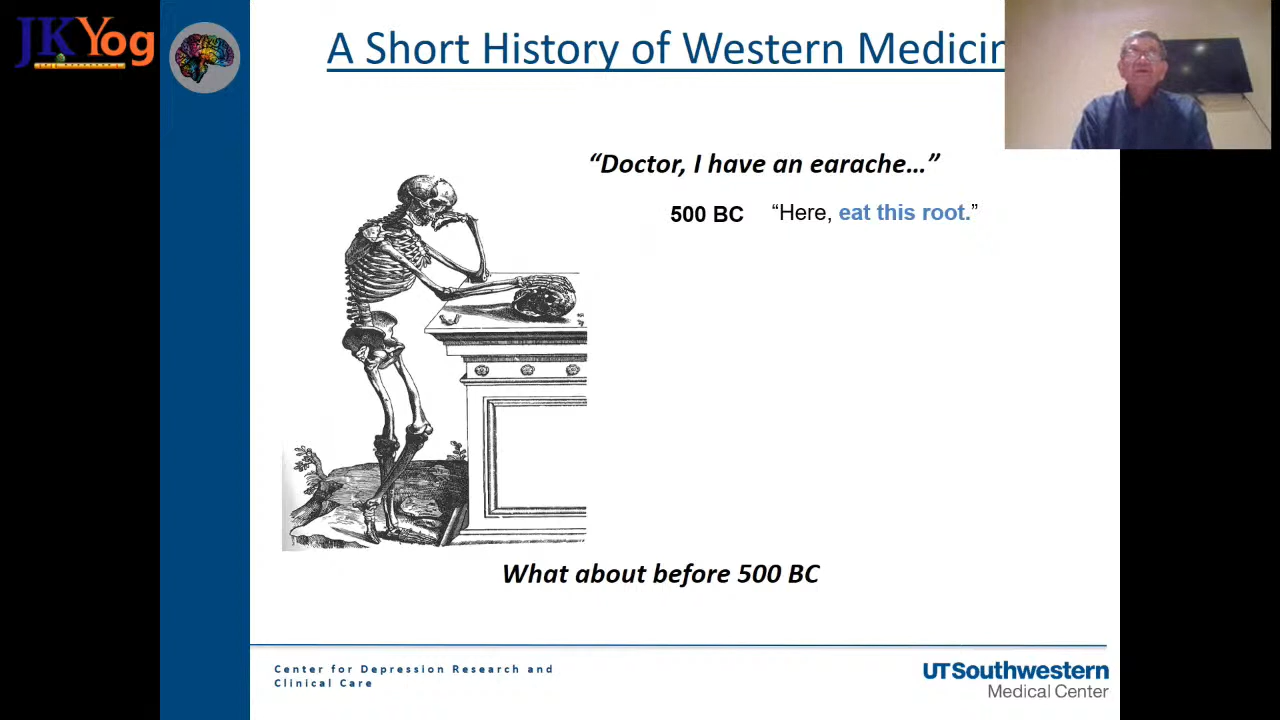 JKYog
A Short History of Western Medicin
“Doctor, I have an earache…”
500 BC “Here, eat this root.”
What about before 500 BC
Center for Depression Research and
Clinical Care
UTSouthwestern
Medical Center